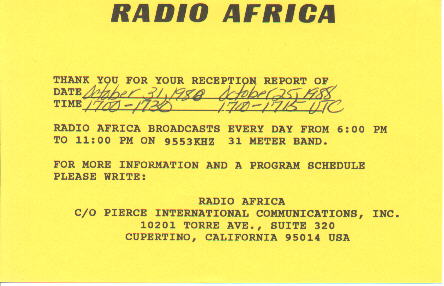 RADIO AFRICA
THANK YOU FOR YOUR RECEPTION REPORT OF
DATE October 31, 1988 October 25, 1988
TIME 1700-1730 1700-1715 UTC
RADIO AFRICA BROADCASTS EVERY DAY FROM 6:00 PM
TO 11:00 PM ON 9553KHZ 31 METER BAND.
FOR MORE INFORMATION AND A PROGRAM SCHEDULE
PLEASE WRITE:
RADIO AFRICA
C/O PIERCE INTERNATIONAL COMMUNICATIONS, INC.
10201 TORRE AVE., SUITE 320
CUPERTINO, CALIFORNIA 95014 USA